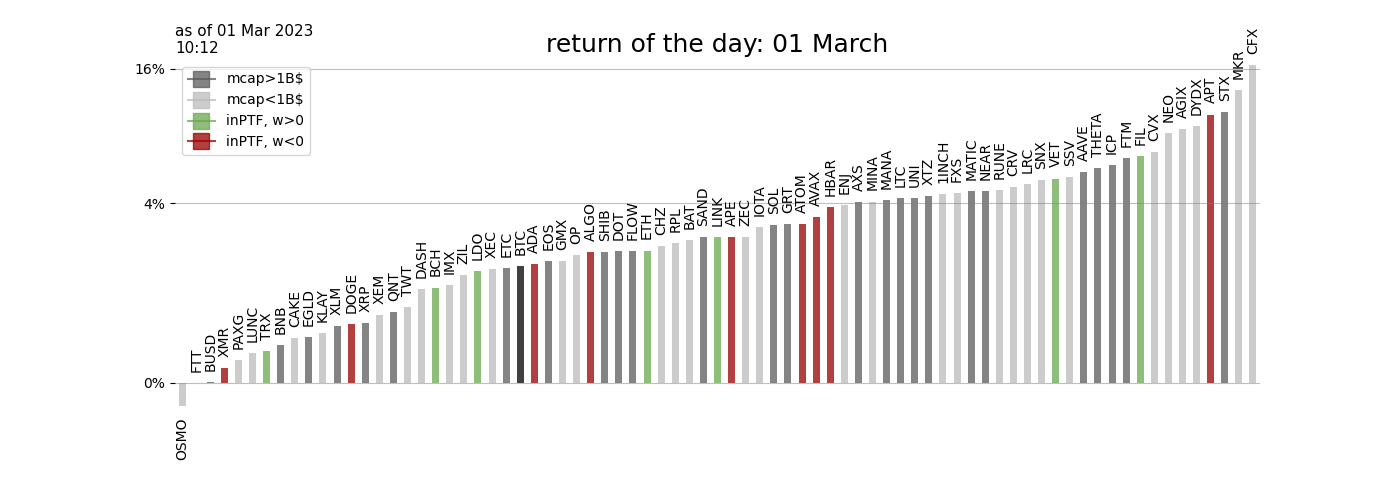 as of 01 Mar 2023
10:12
return of the day: 01 March
16%
4%
0%
mcap>1B$
mcap<1B$
inPTF, w>0
inPTF, w<0
OSMO
FTT
BUSD
XMR
PAXG
LUNC
TRX
BNB
CAKE
EGLD
KLAY
XLM
DOGE
XRP
XEM
QNT
TWT
DASH
BCH
IMX
ZIL
LDO
XEC
ETC
BTC
ADA
EOS
GMX
OP
ALGO
SHIB
DOT
FLOW
ETH
CHZ
RPL
BAT
SAND
LINK
APE
ZEC
IOTA
SOL
GRT
ATOM
AVAX
HBAR
ENJ
AXS
MINA
MANA
LTC
UNI
XTZ
1INCH
FXS
MATIC
NEAR
RUNE
CRV
LRC
SNX
VET
SSV
AAVE
THETA
ICP
FTM
FIL
CVX
NEO
AGIX
DYDX
APT
STX
MKR
CFX